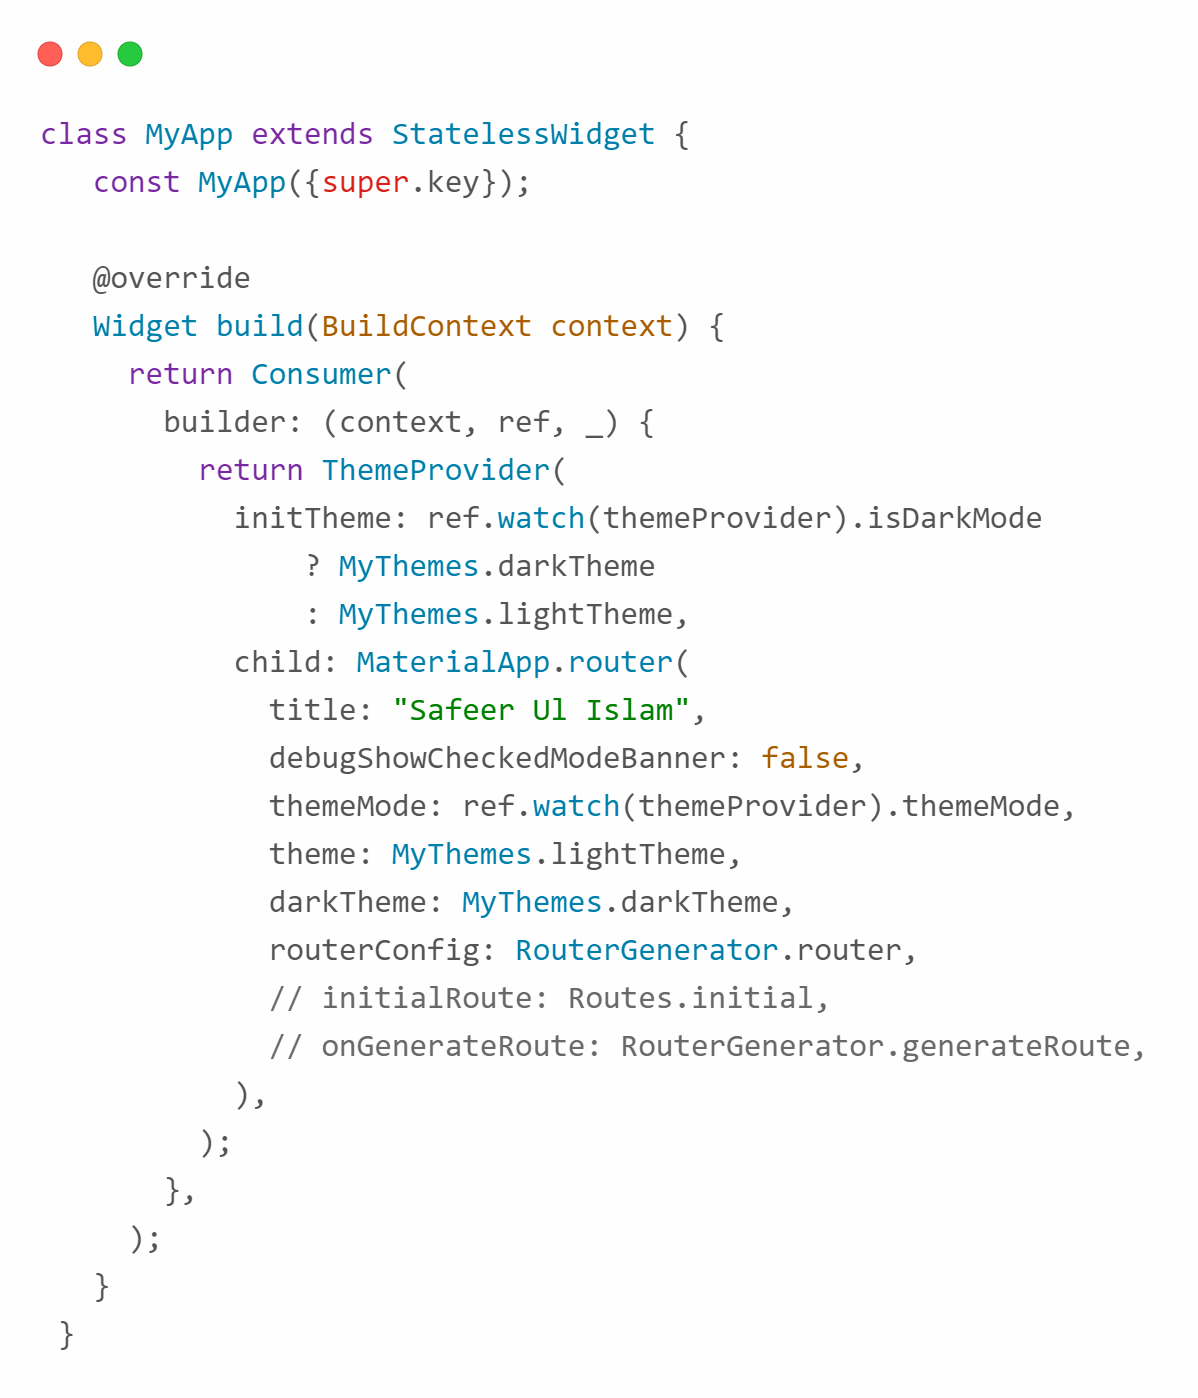 class MyApp extends StatelessWidget {
   const MyApp({super.key});

   @override
   Widget build(BuildContext context) {
     return Consumer(
       builder: (context, ref, _) {
         return ThemeProvider(
           initTheme: ref.watch(themeProvider).isDarkMode
               ? MyThemes.darkTheme
               : MyThemes.lightTheme,
           child: MaterialApp.router(
             title: "Safeer Ul Islam",
             debugShowCheckedModeBanner: false,
             themeMode: ref.watch(themeProvider).themeMode,
             theme: MyThemes.lightTheme,
             darkTheme: MyThemes.darkTheme,
             routerConfig: RouterGenerator.router,
             // initialRoute: Routes.initial,
             // onGenerateRoute: RouterGenerator.generateRoute,
           ),
         );
       },
     );
   }
 }